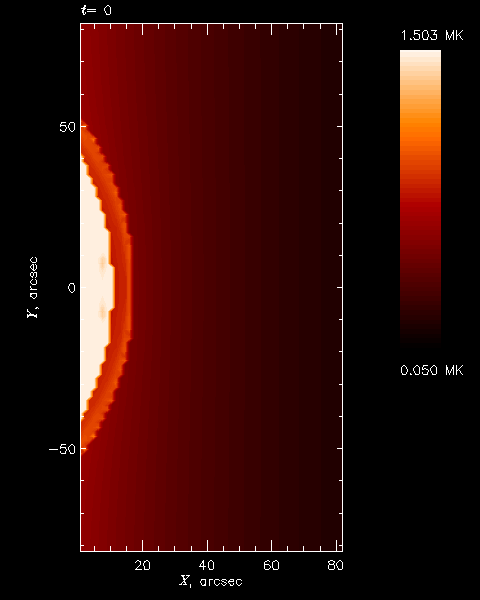 t= 0
1.503 MK
50
0
−50
Y, arcsec
0.050 MK
20 40 60 80
X, arcsec